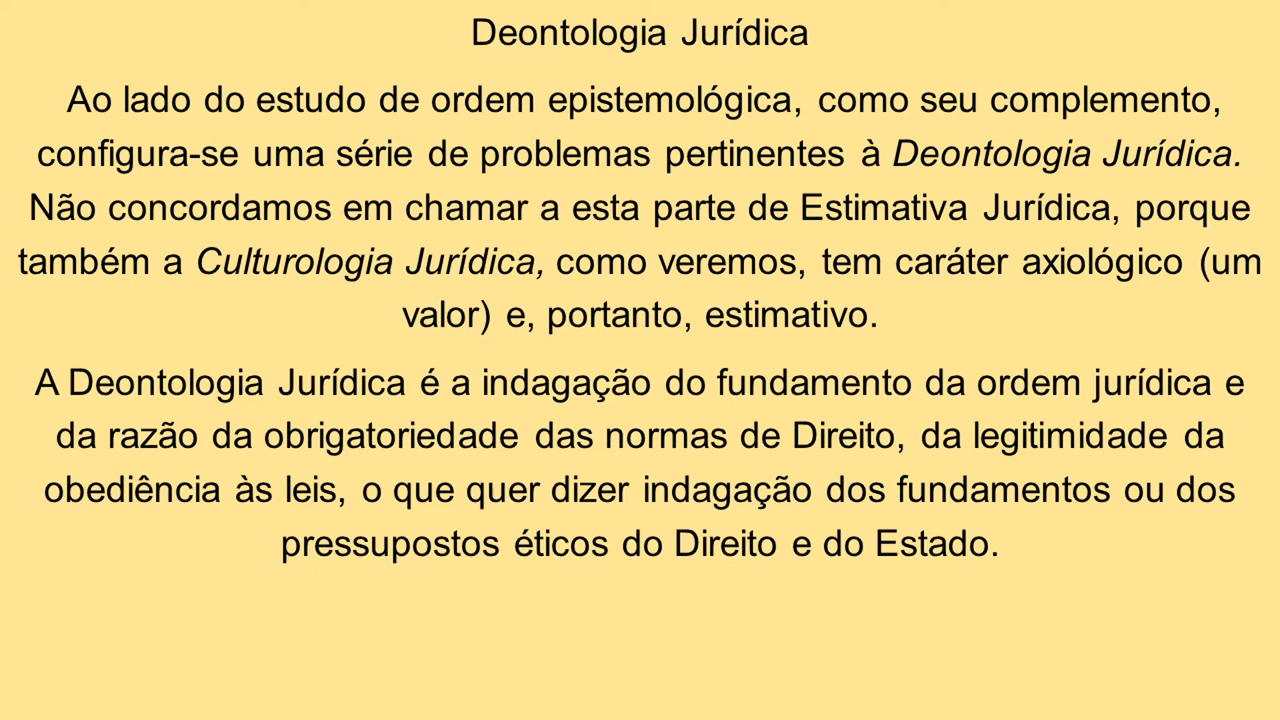 Deontologia Jurídica
Ao lado do estudo de ordem epistemológica, como seu complemento,
configura-se uma série de problemas pertinentes à Deontologia Jurídica.
Não concordamos em chamar a esta parte de Estimativa Jurídica, porque
também a Culturologia Jurídica, como veremos, tem caráter axiológico (um
valor) e, portanto, estimativo.
A Deontologia Jurídica é a indagação do fundamento da ordem jurídica e
da razão da obrigatoriedade das normas de Direito, da legitimidade da
obediência às leis, o que quer dizer indagação dos fundamentos ou dos
pressupostos éticos do Direito e do Estado.